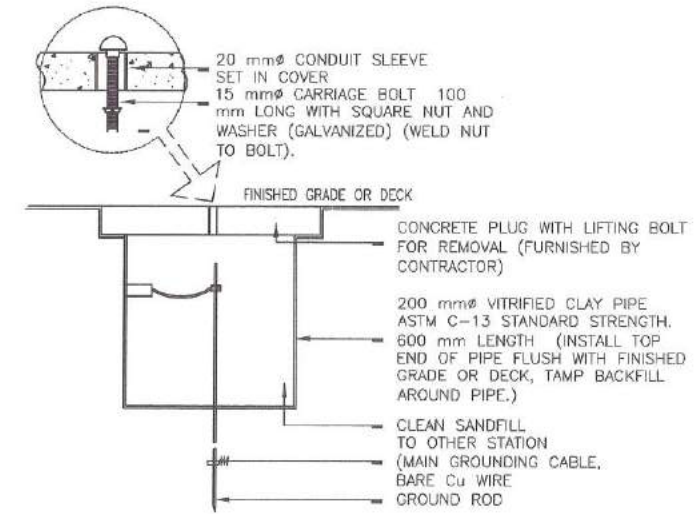 20 mmø CONDUIT SLEEVE
SET IN COVER
15 mmø CARRIAGE BOLT 100
mm LONG WITH SQUARE NUT AND
WASHER (GALVANIZED) (WELD NUT
TO BOLT).
FINISHED GRADE OR DECK
CONCRETE PLUG WITH LIFTING BOLT
FOR REMOVAL (FURNISHED BY
CONTRACTOR)
200 mmø VITRIFIED CLAY PIPE
ASTM C-13 STANDARD STRENGTH.
600 mm LENGTH (INSTALL TOP
END OF PIPE FLUSH WITH FINISHED
GRADE OR DECK, TAMP BACKFILL
AROUND PIPE.)
CLEAN SANDFILL
TO OTHER STATION
(MAIN GROUNDING CABLE,
BARE Cu WIRE
GROUND ROD